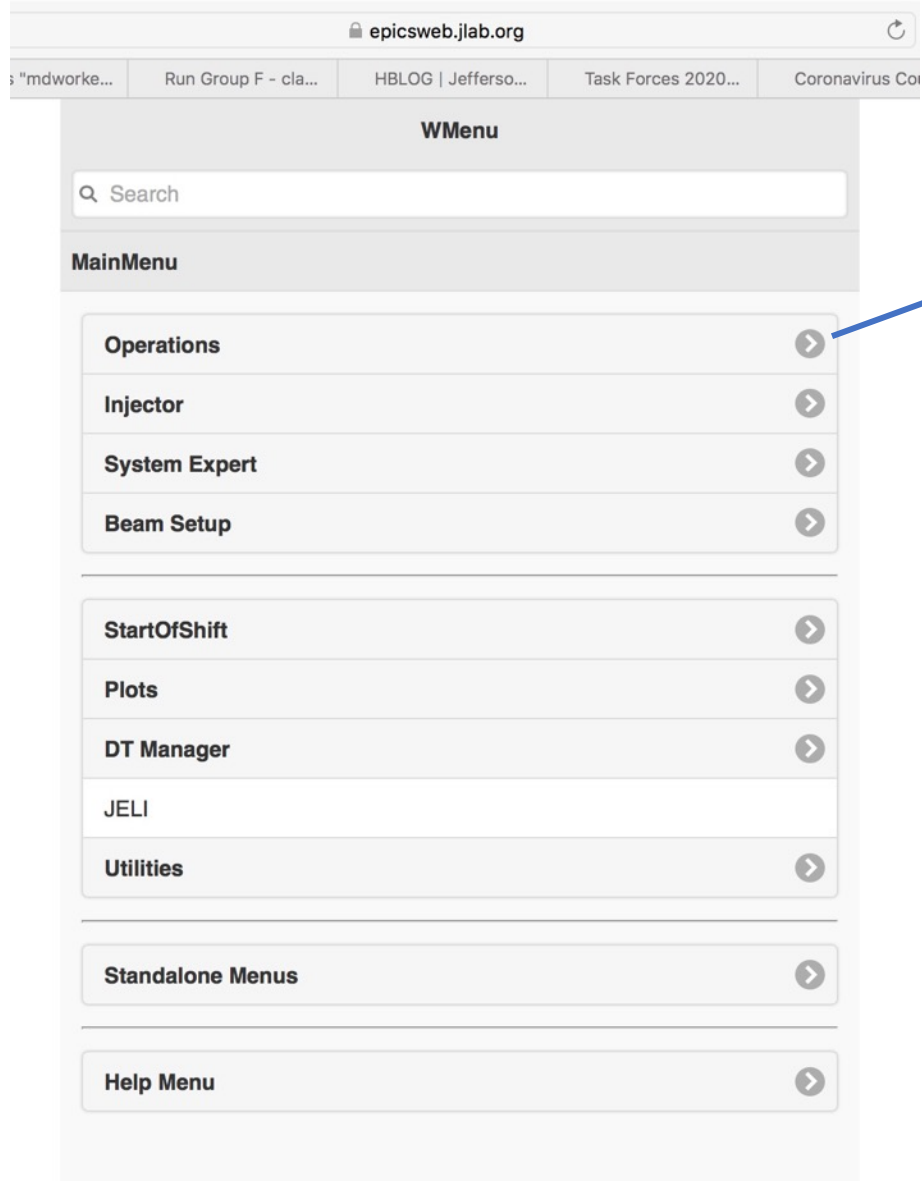 epicsweb.jlab.org
s "mdworke...
Run Group F - cla...
HBLOG | Jefferso...
Task Forces 2020...
Coronavirus Co
WMenu
Search
MainMenu
Operations
Injector
System Expert
Beam Setup
StartOfShift
Plots
DT Manager
JELI
Utilities
Standalone Menus
Help Menu